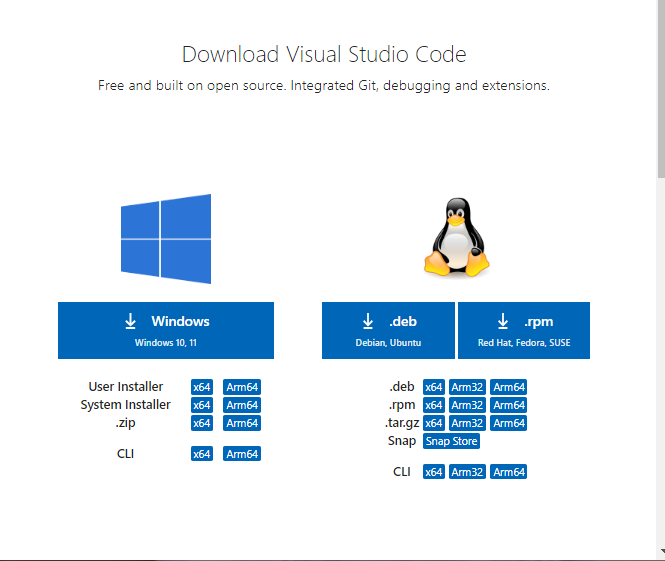 Download Visual Studio Code
Free and built on open source. Integrated Git, debugging and extensions.
Windows
Windows 10, 11
User Installer x64 Arm64
System Installer x64 Arm64
.zip x64 Arm64
CLI x64 Arm64
.deb
Debian, Ubuntu
.rpm
Red Hat, Fedora, SUSE
.deb x64 Arm32 Arm64
.rpm x64 Arm32 Arm64
.tar.gz x64 Arm32 Arm64
Snap Snap Store
CLI x64 Arm32 Arm64